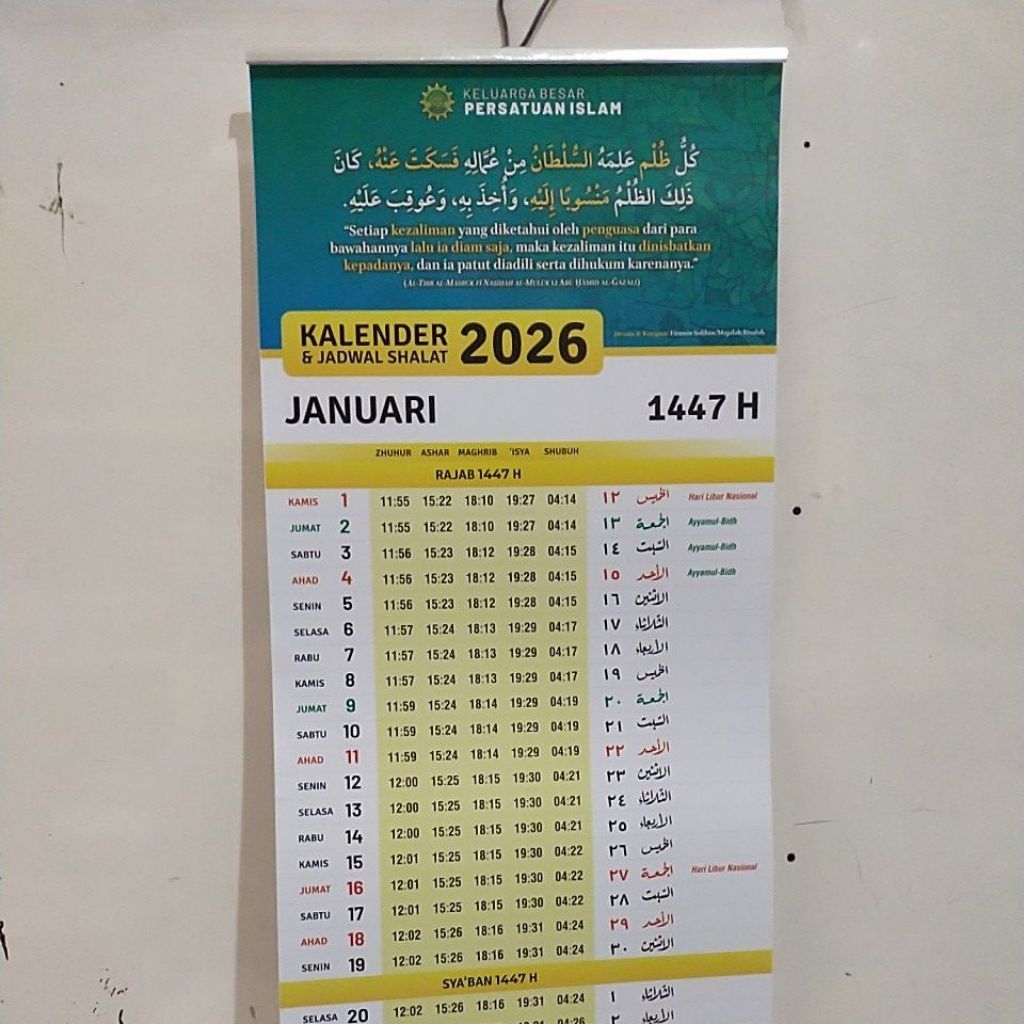 KELUARGA BESAR
PERSATUAN ISLAM
كُلُّ ظُلْمٍ عَلِمَهُ السُّلْطَانُ مِنْ عُمَّالِهِ فَسَكَتَ عَنْهُ، كَانَ
ذَلِكَ الظُّلْمُ مَنْسُوبًا إِلَيْهِ، وَأُخِذَ بِهِ، وَعُوقِبَ عَلَيْهِ.
“Setiap kezaliman yang diketahui oleh penguasa dari para
bawahannya lalu ia diam saja, maka kezaliman itu dinisbatkan
kepadanya, dan ia patut diadili serta dihukum karenanya.”
KALENDER
& JADWAL SHALAT 2026
JANUARI 1447 H
ZHUHUR ASHAR MAGHRIB 'ISYA SHUBUH
RAJAB 1447 H
KAMIS 1 11:55 15:22 18:10 19:27 04:14 ١٢ الخميس Hari Libur Nasional
JUMAT 2 11:55 15:22 18:10 19:27 04:14 ١٣ الجمعة Ayyamul-Bidh
SABTU 3 11:56 15:23 18:12 19:28 04:15 ١٤ السّبت Ayyamul-Bidh
AHAD 4 11:56 15:23 18:12 19:28 04:15 ١٥ الأحد Ayyamul-Bidh
SENIN 5 11:56 15:23 18:12 19:28 04:15 ١٦ الاثنين
SELASA 6 11:57 15:24 18:13 19:29 04:17 ١٧ الثّلاثاء
RABU 7 11:57 15:24 18:13 19:29 04:17 ١٨ الأربعاء
KAMIS 8 11:57 15:24 18:13 19:29 04:17 ١٩ الخميس
JUMAT 9 11:59 15:24 18:14 19:29 04:19 ٢٠ الجمعة
SABTU 10 11:59 15:24 18:14 19:29 04:19 ٢١ السّبت
AHAD 11 11:59 15:24 18:14 19:29 04:19 ٢٢ الأحد
SENIN 12 12:00 15:25 18:15 19:30 04:21 ٢٣ الاثنين
SELASA 13 12:00 15:25 18:15 19:30 04:21 ٢٤ الثّلاثاء
RABU 14 12:00 15:25 18:15 19:30 04:21 ٢٥ الأربعاء
KAMIS 15 12:01 15:25 18:15 19:30 04:22 ٢٦ الخميس
JUMAT 16 12:01 15:25 18:15 19:30 04:22 ٢٧ الجمعة Hari Libur Nasional
SABTU 17 12:01 15:25 18:15 19:30 04:22 ٢٨ السّبت
AHAD 18 12:02 15:26 18:16 19:31 04:24 ٢٩ الأحد
SENIN 19 12:02 15:26 18:16 19:31 04:24 ٣٠ الاثنين
SYA'BAN 1447 H
SELASA 20 12:02 15:26 18:16 19:31 04:24 ١ الثّلاثاء
٢ الأربعاء